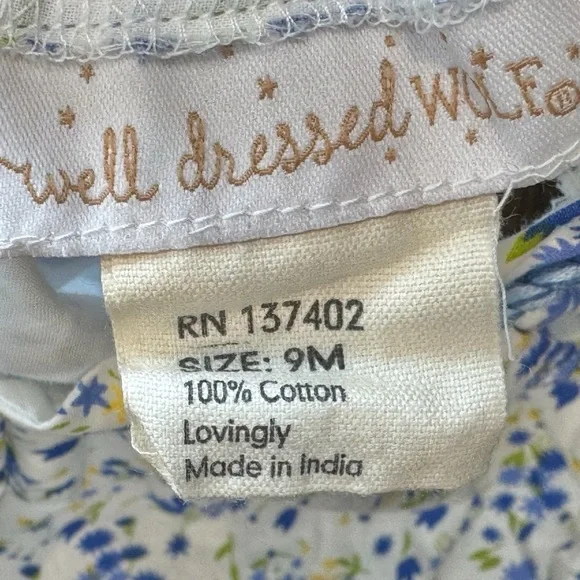 well dressed WOLF®
RN 137402
SIZE: 9M
100% Cotton
Lovingly
Made in India